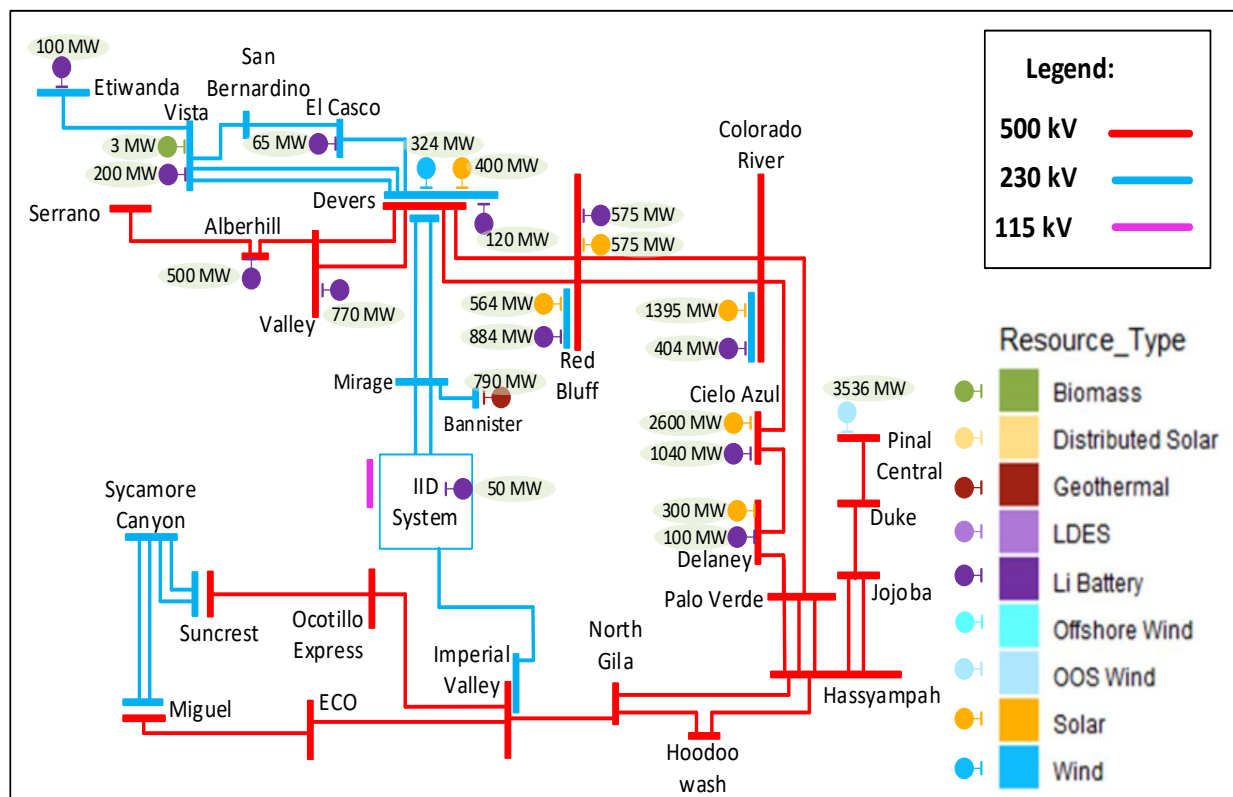 100 MW
Etiwanda
San
Bernardino
Vista
El Casco
3 MW
65 MW
324 MW
400 MW
200 MW
Devers
120 MW
Serrano
Alberhill
500 MW
Valley
770 MW
Colorado
River
575 MW
575 MW
564 MW
884 MW
Red
Bluff
1395 MW
404 MW
Mirage
790 MW
Bannister
Cielo Azul
2600 MW
1040 MW
3536 MW
Pinal
Central
IID
System
50 MW
300 MW
100 MW
Delaney
Duke
Sycamore
Canyon
Suncrest
Ocotillo
Express
Palo Verde
Jojoba
Imperial
Valley
North
Gila
Hassyampah
Miguel
ECO
Hoodoo
wash
Legend:
500 kV
230 kV
115 kV
Resource_Type
Biomass
Distributed Solar
Geothermal
LDES
Li Battery
Offshore Wind
OOS Wind
Solar
Wind